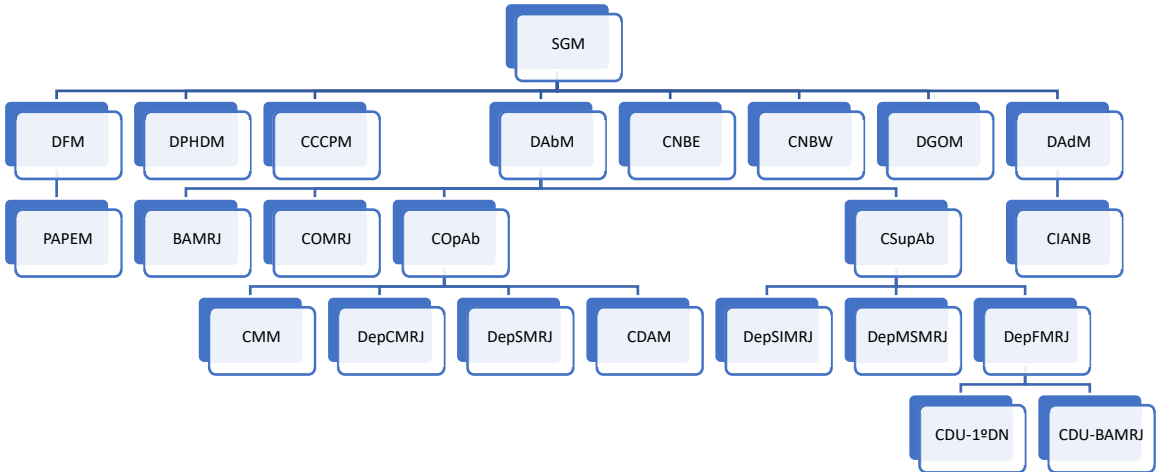 SGM
DFM
DPHDM
CCCPM
DAbM
CNBE
CNBW
DGOM
DAdM
PAPEM
BAMRJ
COMRJ
COpAb
CSupAb
CIANB
CMM
DepCMRJ
DepSMRJ
CDAM
DepSIMRJ
DepMSMRJ
DepFMRJ
CDU-1ºDN
CDU-BAMRJ